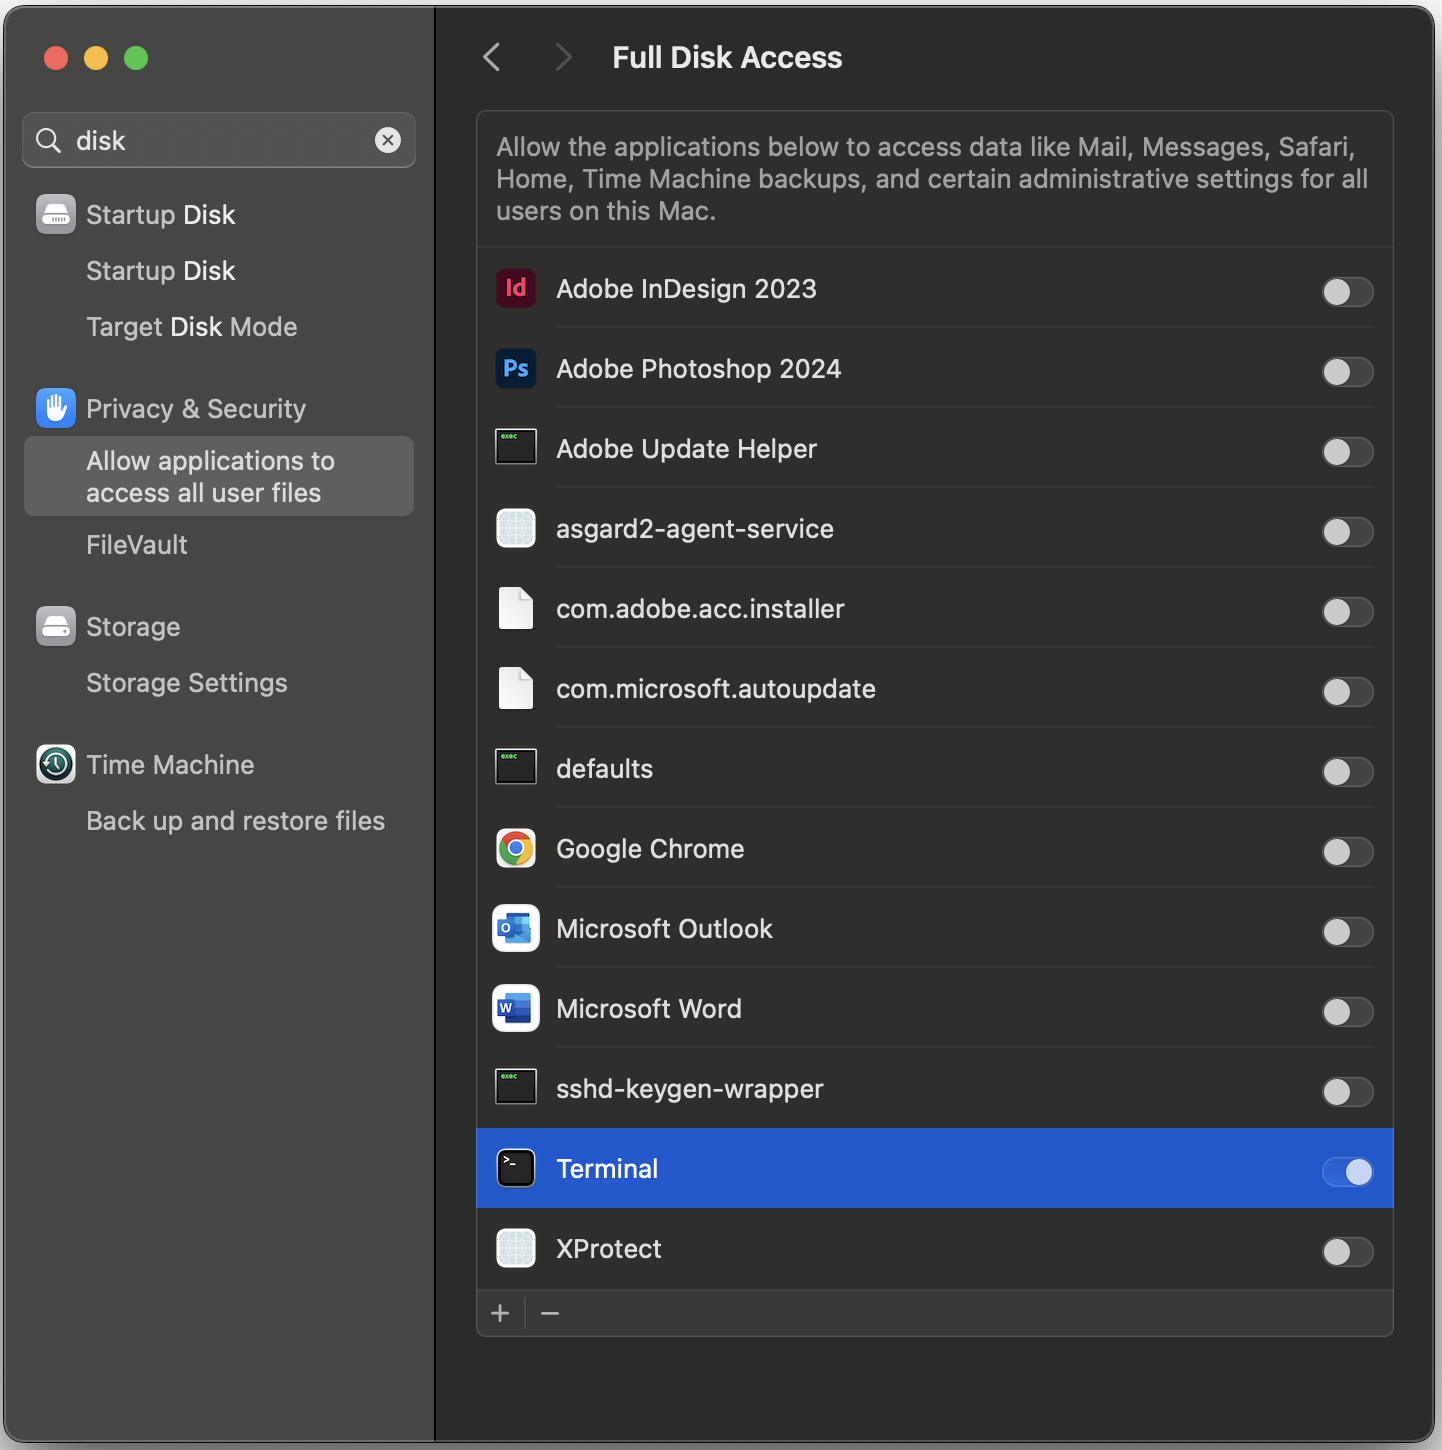 disk
Startup Disk
Startup Disk
Target Disk Mode
Privacy & Security
Allow applications to
access all user files
FileVault
Storage
Storage Settings
Time Machine
Back up and restore files
Full Disk Access
Allow the applications below to access data like Mail, Messages, Safari,
Home, Time Machine backups, and certain administrative settings for all
users on this Mac.
Id Adobe InDesign 2023
Ps Adobe Photoshop 2024
exec Adobe Update Helper
asgard2-agent-service
com.adobe.acc.installer
com.microsoft.autoupdate
exec defaults
Google Chrome
O Microsoft Outlook
W Microsoft Word
exec sshd-keygen-wrapper
>_ Terminal
XProtect
+ −